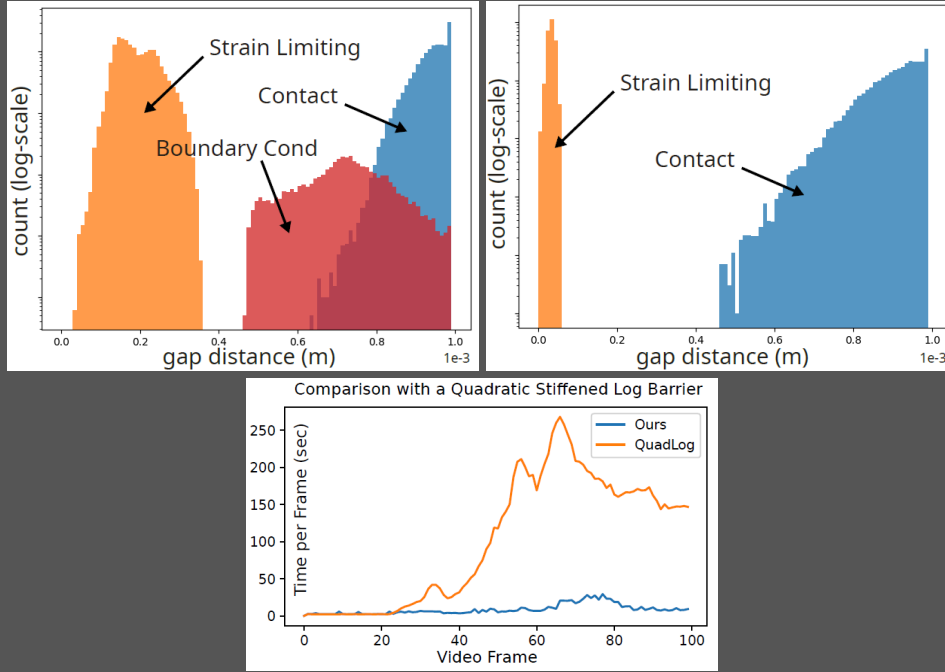 Strain Limiting
Contact
Boundary Cond
count (log-scale)
0.0 0.2 0.4 0.6 0.8 1.0
gap distance (m)
1e-3
Strain Limiting
Contact
count (log-scale)
0.0 0.2 0.4 0.6 0.8 1.0
gap distance (m)
1e-3
Comparison with a Quadratic Stiffened Log Barrier
Ours
QuadLog
Time per Frame (sec)
250
200
150
100
50
0
0 20 40 60 80 100
Video Frame